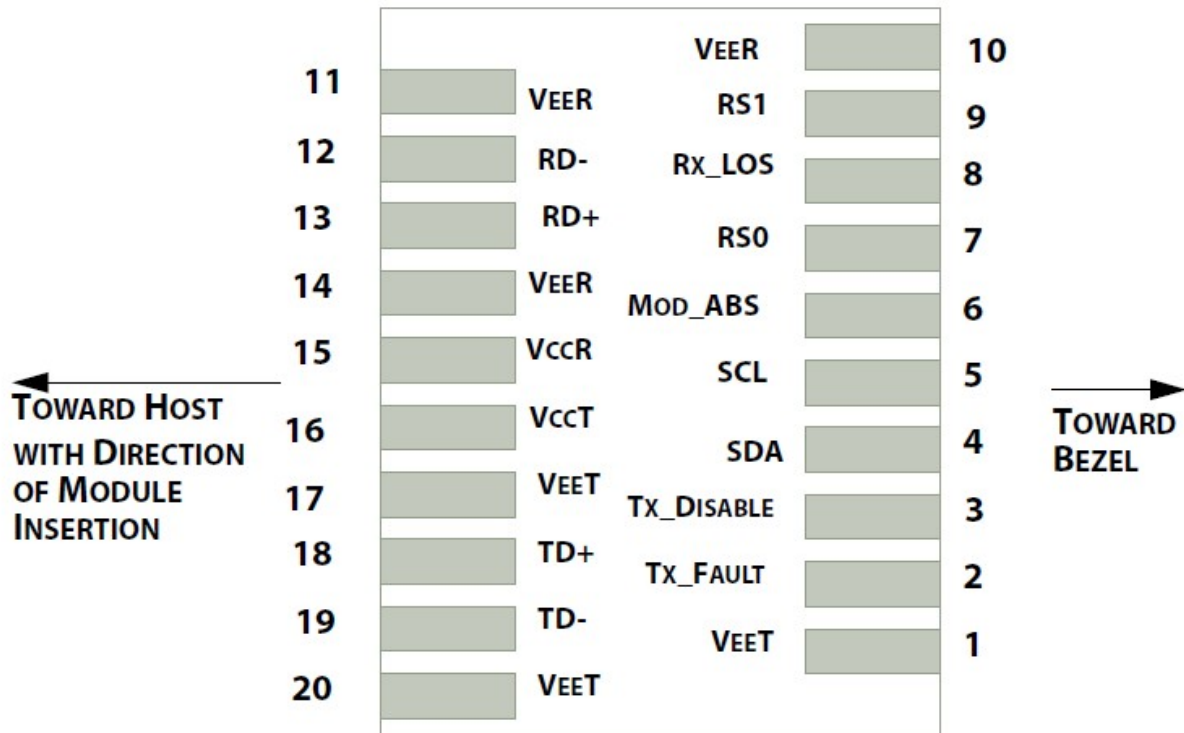 VEER 10
11 VEER
RS1 9
12 RD-
RX_LOS 8
13 RD+
RS0 7
14 VEER
MOD_ABS 6
15 VCCR
SCL 5
TOWARD HOST
WITH DIRECTION
OF MODULE
INSERTION
TOWARD
BEZEL
16 VCCT
SDA 4
17 VEET
TX_DISABLE 3
18 TD+
TX_FAULT 2
19 TD-
VEET 1
20 VEET